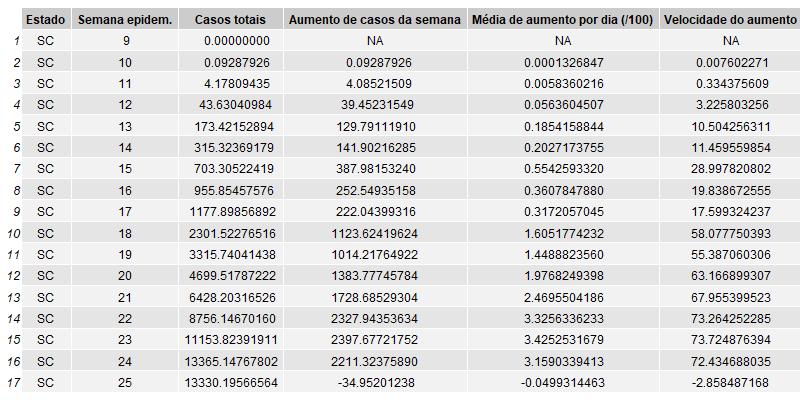 Estado Semana epidem. Casos totais Aumento de casos da semana Média de aumento por dia (/100) Velocidade do aumento
1 SC 9 0.00000000 NA NA NA
2 SC 10 0.09287926 0.09287926 0.0001326847 0.007602271
3 SC 11 4.17809435 4.08521509 0.0058360216 0.334375609
4 SC 12 43.63040984 39.45231549 0.0563604507 3.225803256
5 SC 13 173.42152894 129.79111910 0.1854158844 10.504256311
6 SC 14 315.32369179 141.90216285 0.2027173755 11.459559854
7 SC 15 703.30522419 387.98153240 0.5542593320 28.997820802
8 SC 16 955.85457576 252.54935158 0.3607847880 19.838672555
9 SC 17 1177.89856892 222.04399316 0.3172057045 17.599324237
10 SC 18 2301.52276516 1123.62419624 1.6051774232 58.077750393
11 SC 19 3315.74041438 1014.21764922 1.4488823560 55.387060306
12 SC 20 4699.51787222 1383.77745784 1.9768249398 63.166899307
13 SC 21 6428.20316526 1728.68529304 2.4695504186 67.955399523
14 SC 22 8756.14670160 2327.94353634 3.3256336233 73.264252285
15 SC 23 11153.82391911 2397.67721752 3.4252531679 73.724876394
16 SC 24 13365.14767802 2211.32375890 3.1590339413 72.434688035
17 SC 25 13330.19566564 -34.95201238 -0.0499314463 -2.858487168